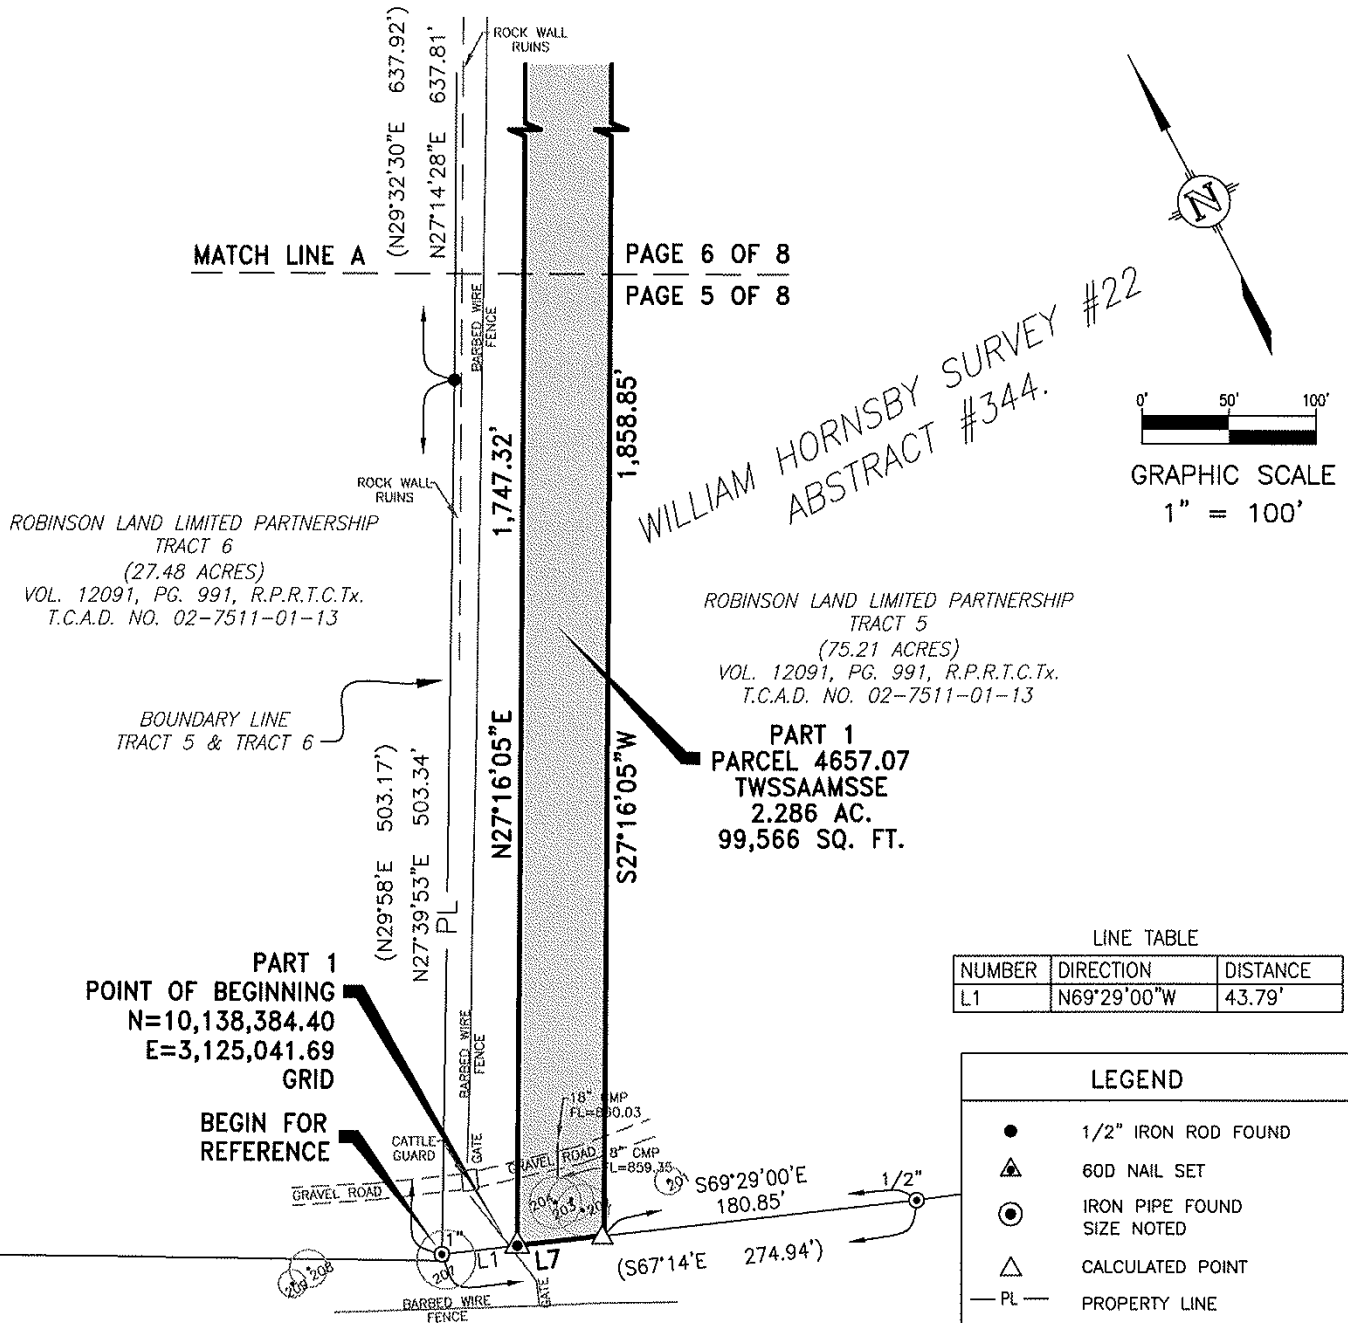 (N29°32'30"E 637.92')
N27°14'28"E 637.81'
ROCK WALL
RUINS
MATCH LINE A
PAGE 6 OF 8
PAGE 5 OF 8
N
BARBED WIRE
FENCE
WILLIAM HORNSBY SURVEY #22
ABSTRACT #344.
0' 50' 100'
GRAPHIC SCALE
1" = 100'
1,747.32'
1,858.85'
ROCK WALL
RUINS
ROBINSON LAND LIMITED PARTNERSHIP
TRACT 6
(27.48 ACRES)
VOL. 12091, PG. 991, R.P.R.T.C.Tx.
T.C.A.D. NO. 02-7511-01-13
ROBINSON LAND LIMITED PARTNERSHIP
TRACT 5
(75.21 ACRES)
VOL. 12091, PG. 991, R.P.R.T.C.Tx.
T.C.A.D. NO. 02-7511-01-13
BOUNDARY LINE
TRACT 5 & TRACT 6
PART 1
PARCEL 4657.07
TWSSAAMSSE
2.286 AC.
99,566 SQ. FT.
N27°16'05"E
S27°16'05"W
(N29°58'E 503.17')
N27°39'53"E 503.34'
PL
PART 1
POINT OF BEGINNING
N=10,138,384.40
E=3,125,041.69
GRID
BEGIN FOR
REFERENCE
BARBED WIRE
FENCE
CATTLE
GUARD
GATE
GRAVEL ROAD
GRAVEL ROAD
18" CMP
FL=860.03
FL=859.35
S69°29'00"E
180.85'
1/2"
(S67°14'E 274.94')
1"
L1
L7
207
208
209
GATE
BARBED WIRE
FENCE
LINE TABLE
NUMBER DIRECTION DISTANCE
L1 N69°29'00"W 43.79'
LEGEND
1/2" IRON ROD FOUND
60D NAIL SET
IRON PIPE FOUND
SIZE NOTED
CALCULATED POINT
PL PROPERTY LINE